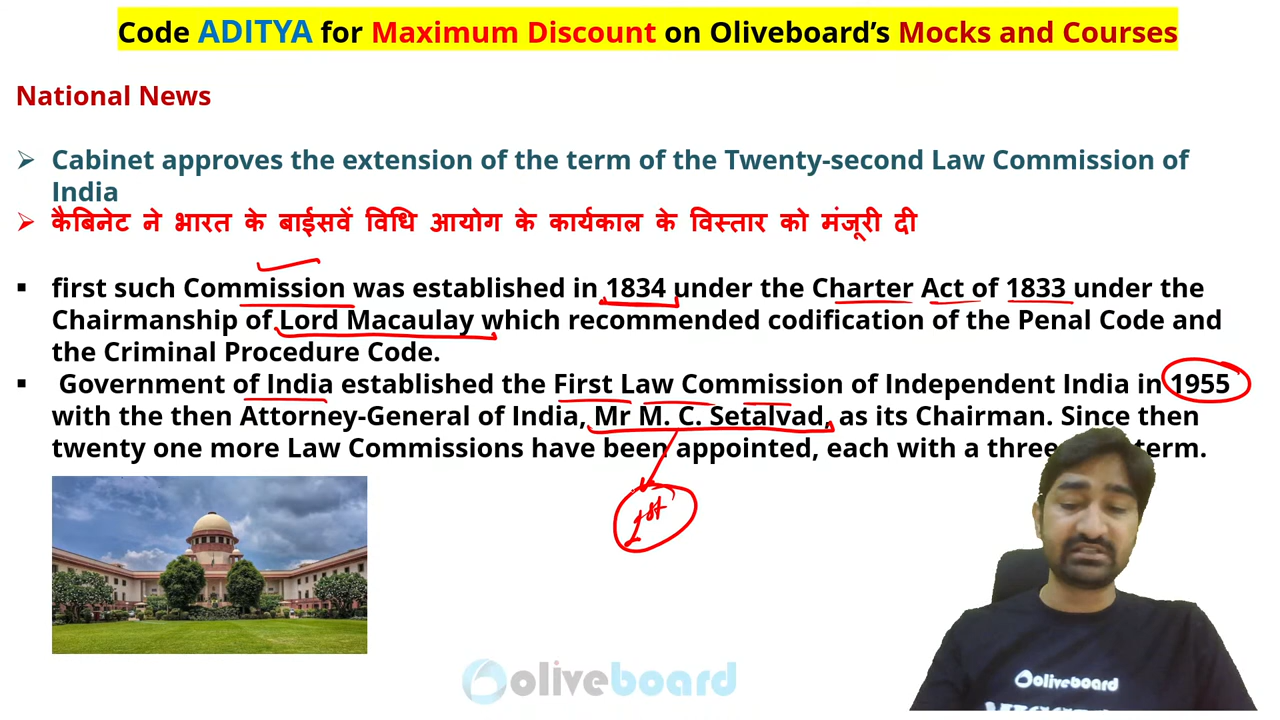 Code ADITYA for Maximum Discount on Oliveboard’s Mocks and Courses
National News
Cabinet approves the extension of the term of the Twenty-second Law Commission of
India
कैबिनेट ने भारत के बाईसवें विधि आयोग के कार्यकाल के विस्तार को मंजूरी दी
first such Commission was established in 1834 under the Charter Act of 1833 under the
Chairmanship of Lord Macaulay which recommended codification of the Penal Code and
the Criminal Procedure Code.
Government of India established the First Law Commission of Independent India in 1955
with the then Attorney-General of India, Mr M. C. Setalvad, as its Chairman. Since then
twenty one more Law Commissions have been appointed, each with a three term.
1st
oliveboard
oliveboard